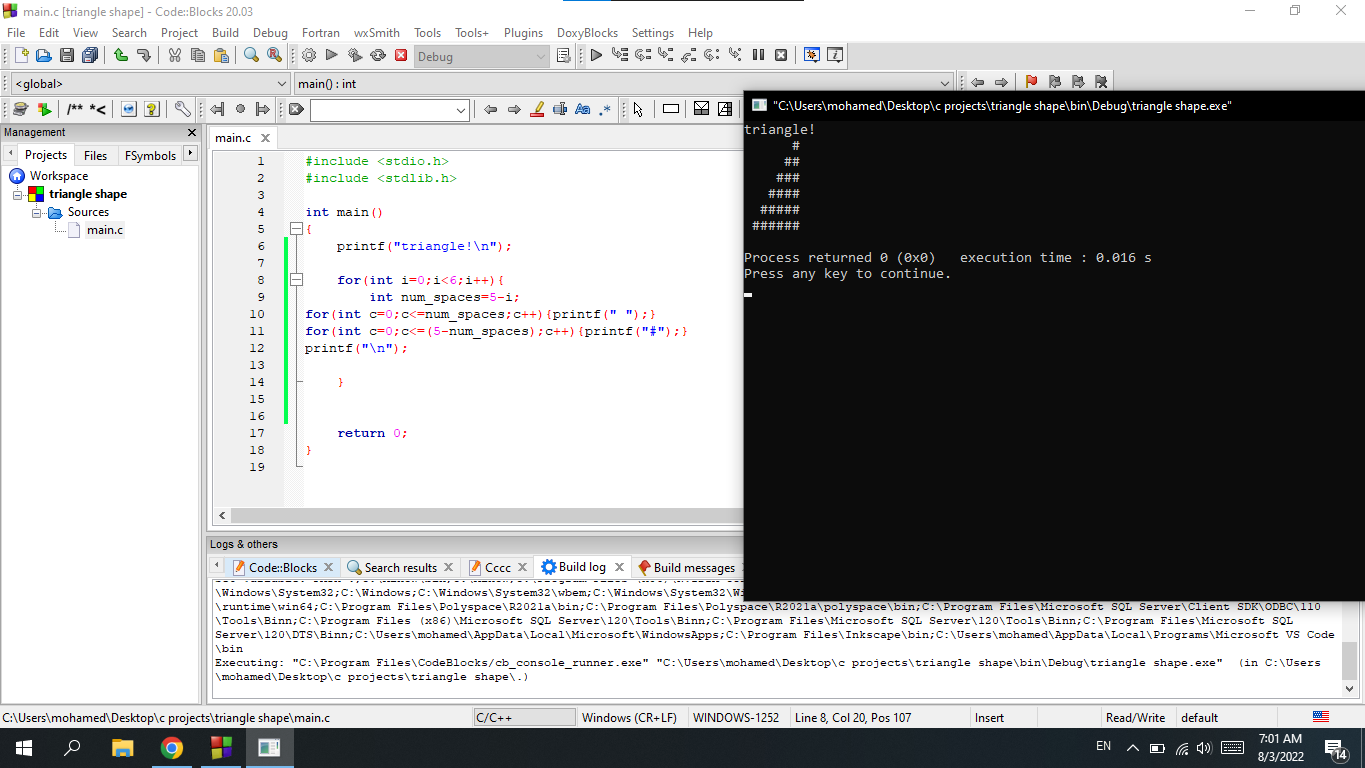 main.c [triangle shape] - Code::Blocks 20.03
File Edit View Search Project Build Debug Fortran wxSmith Tools Tools+ Plugins DoxyBlocks Settings Help
Debug
<global>
main() : int
/** *<
Aa .*
Management
Projects Files FSymbols
Workspace
triangle shape
Sources
main.c
main.c
1 #include <stdio.h>
2 #include <stdlib.h>
3
4 int main()
5 {
6     printf("triangle!\n");
7
8     for(int i=0;i<6;i++){
9         int num_spaces=5-i;
10 for(int c=0;c<=num_spaces;c++){printf(" ");}
11 for(int c=0;c<=(5-num_spaces);c++){printf("#");}
12 printf("\n");
13
14     }
15
16
17     return 0;
18 }
19
"C:\Users\mohamed\Desktop\c projects\triangle shape\bin\Debug\triangle shape.exe"
triangle!
      #
     ##
    ###
   ####
  #####
 ######
Process returned 0 (0x0)   execution time : 0.016 s
Press any key to continue.
Logs & others
Code::Blocks Search results Cccc Build log Build messages
\Windows\System32;C:\Windows;C:\Windows\System32\wbem;C:\Windows\System32\Wi
\runtime\win64;C:\Program Files\Polyspace\R2021a\bin;C:\Program Files\Polyspace\R2021a\polyspace\bin;C:\Program Files\Microsoft SQL Server\Client SDK\ODBC\110
\Tools\Binn;C:\Program Files (x86)\Microsoft SQL Server\120\Tools\Binn;C:\Program Files\Microsoft SQL Server\120\Tools\Binn;C:\Program Files\Microsoft SQL
Server\120\DTS\Binn;C:\Users\mohamed\AppData\Local\Microsoft\WindowsApps;C:\Program Files\Inkscape\bin;C:\Users\mohamed\AppData\Local\Programs\Microsoft VS Code
\bin
Executing: "C:\Program Files\CodeBlocks/cb_console_runner.exe" "C:\Users\mohamed\Desktop\c projects\triangle shape\bin\Debug\triangle shape.exe"  (in C:\Users
\mohamed\Desktop\c projects\triangle shape\.)
C:\Users\mohamed\Desktop\c projects\triangle shape\main.c C/C++ Windows (CR+LF) WINDOWS-1252 Line 8, Col 20, Pos 107 Insert Read/Write default
EN
7:01 AM
8/3/2022
14